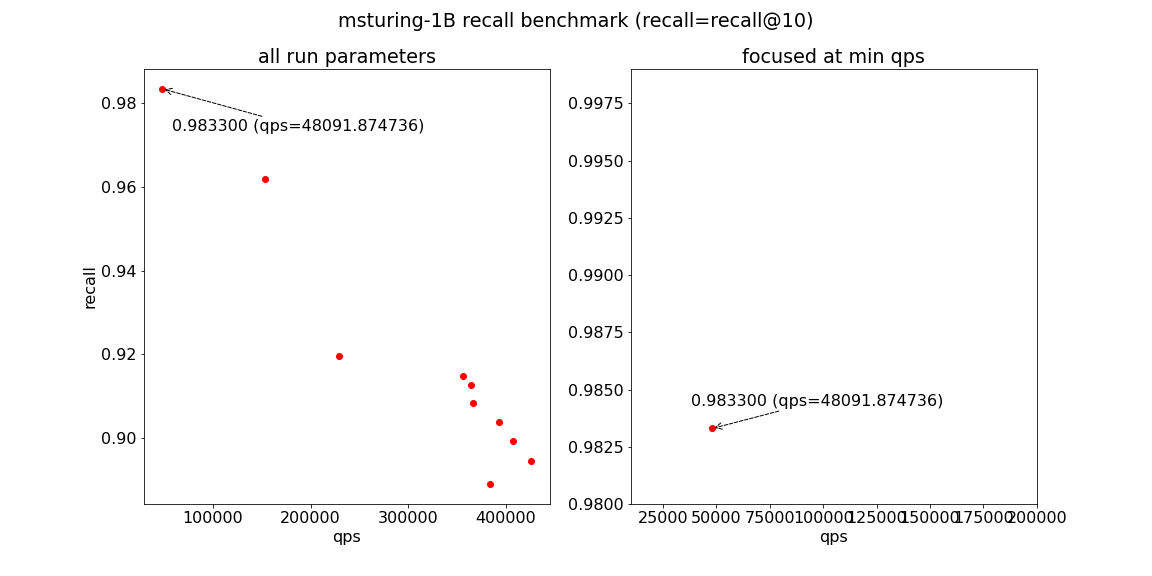 msturing-1B recall benchmark (recall=recall@10)
all run parameters
0.98
0.96
0.94
0.92
0.90
recall
0.983300 (qps=48091.874736)
100000 200000 300000 400000
qps
focused at min qps
0.9975
0.9950
0.9925
0.9900
0.9875
0.9850
0.9825
0.9800
0.983300 (qps=48091.874736)
25000 50000 75000 100000 125000 150000 175000 200000
qps